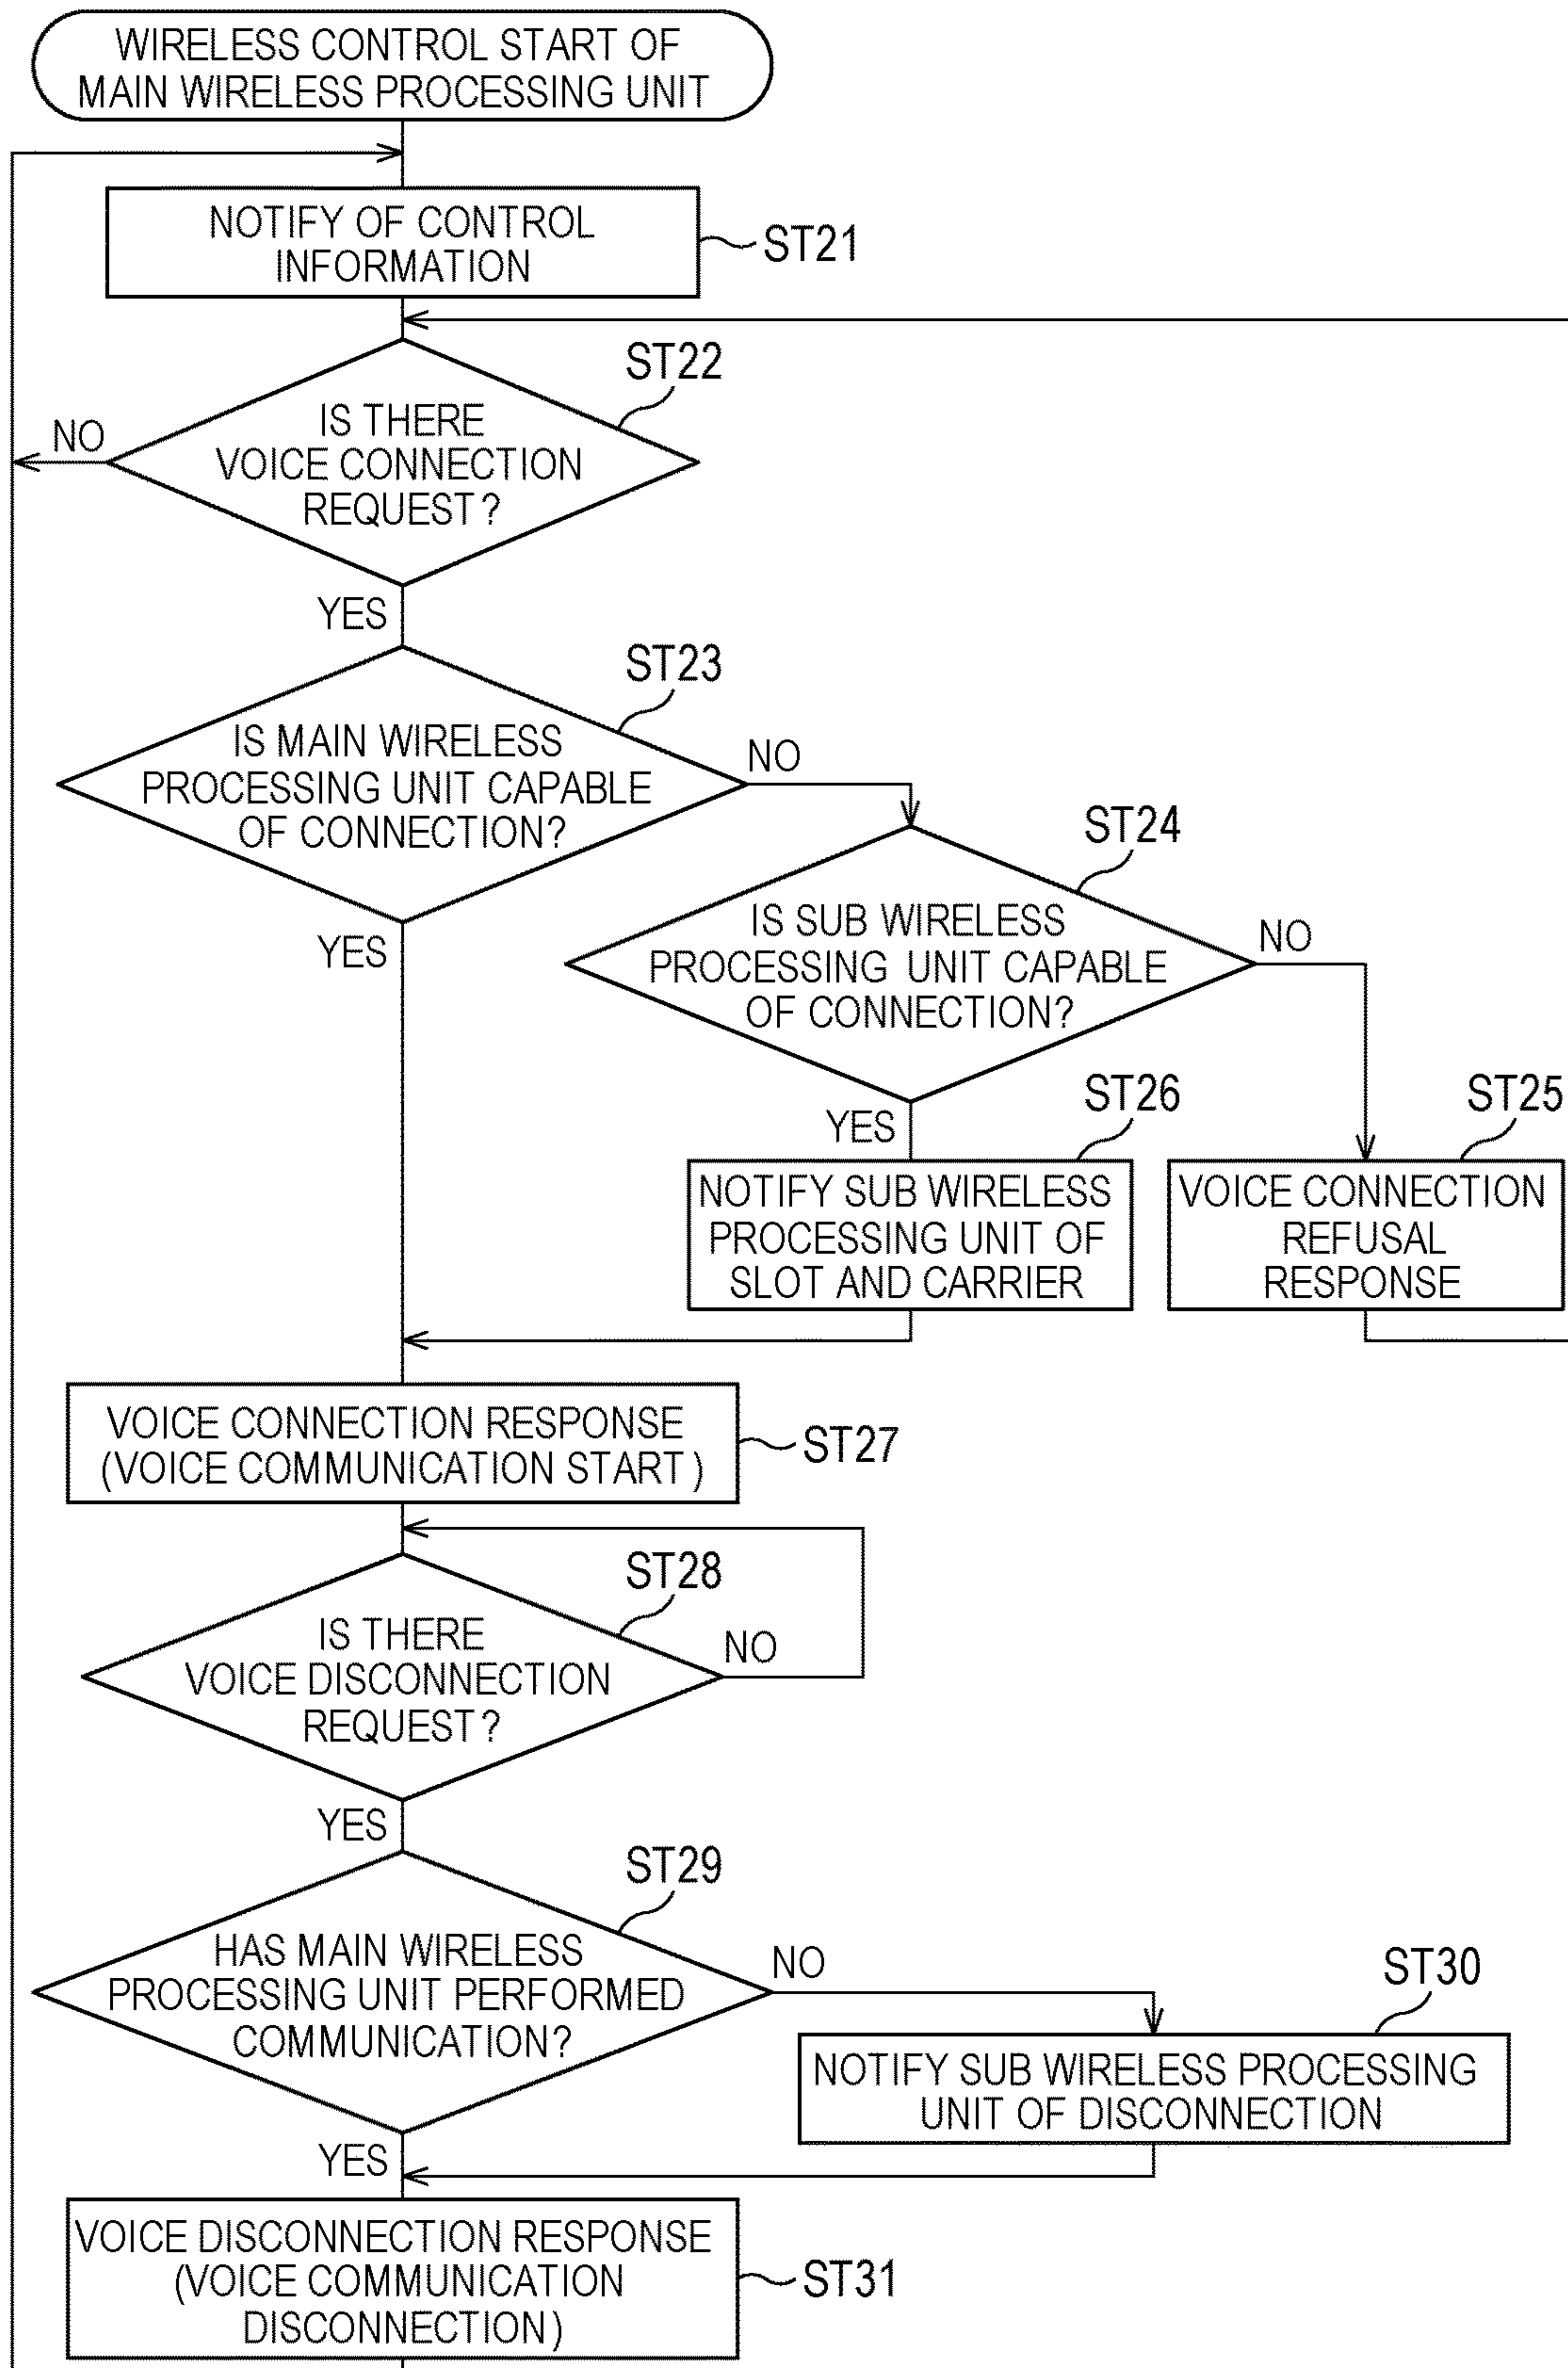 WIRELESS CONTROL START OF
MAIN WIRELESS PROCESSING UNIT
NOTIFY OF CONTROL
INFORMATION
ST21
ST22
IS THERE
VOICE CONNECTION
REQUEST?
NO
YES
ST23
IS MAIN WIRELESS
PROCESSING UNIT CAPABLE
OF CONNECTION?
NO
YES
ST24
IS SUB WIRELESS
PROCESSING UNIT CAPABLE
OF CONNECTION?
NO
YES
ST26
NOTIFY SUB WIRELESS
PROCESSING UNIT OF
SLOT AND CARRIER
ST25
VOICE CONNECTION
REFUSAL
RESPONSE
VOICE CONNECTION RESPONSE
(VOICE COMMUNICATION START)
ST27
ST28
IS THERE
VOICE DISCONNECTION
REQUEST?
NO
YES
ST29
HAS MAIN WIRELESS
PROCESSING UNIT PERFORMED
COMMUNICATION?
NO
YES
ST30
NOTIFY SUB WIRELESS PROCESSING
UNIT OF DISCONNECTION
VOICE DISCONNECTION RESPONSE
(VOICE COMMUNICATION
DISCONNECTION)
ST31